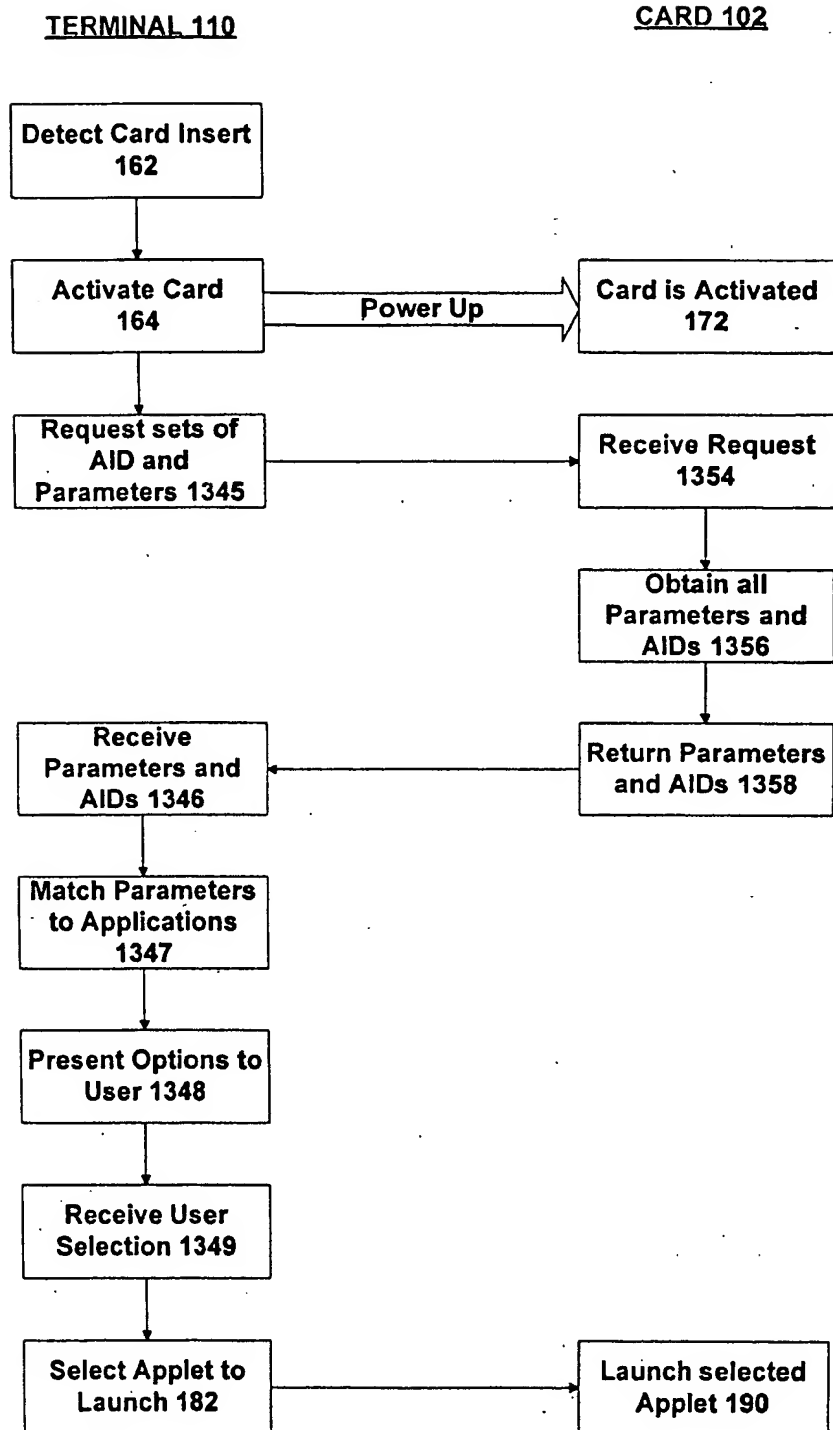 TERMINAL 110
CARD 102
Detect Card Insert
162
Activate Card
164
Power Up
Card is Activated
172
Request sets of
AID and
Parameters 1345
Receive Request
1354
Obtain all
Parameters and
AIDs 1356
Receive
Parameters and
AIDs 1346
Return Parameters
and AIDs 1358
Match Parameters
to Applications
1347
Present Options to
User 1348
Receive User
Selection 1349
Select Applet to
Launch 182
Launch selected
Applet 190